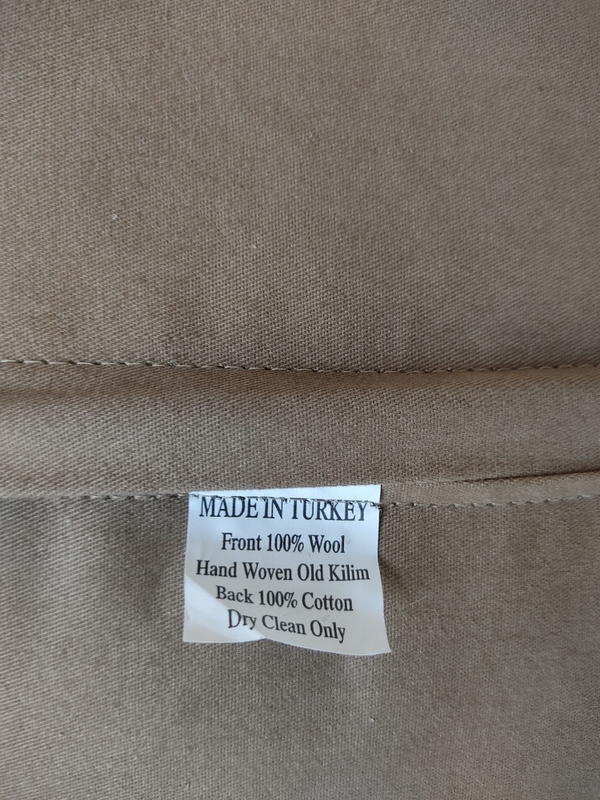 MADE IN TURKEY
Front 100% Wool
Hand Woven Old Kilim
Back 100% Cotton
Dry Clean Only